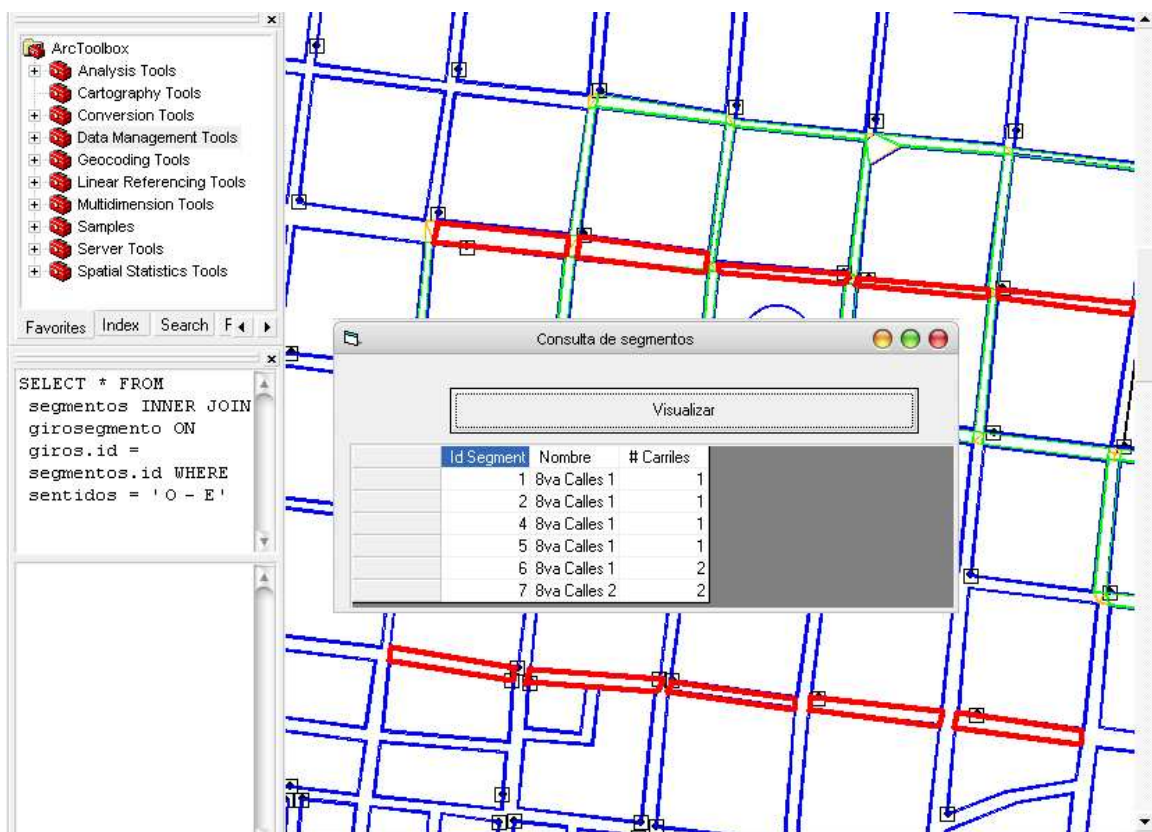 ArcToolbox
Analysis Tools
Cartography Tools
Conversion Tools
Data Management Tools
Geocoding Tools
Linear Referencing Tools
Multidimension Tools
Samples
Server Tools
Spatial Statistics Tools
Favorites Index Search F
SELECT * FROM
segmentos INNER JOIN
girosegmento ON
giros.id =
segmentos.id WHERE
sentidos = 'O - E'
Consulta de segmentos
Visualizar
Id Segment Nombre # Carriles
1 8va Calles 1 1
2 8va Calles 1 1
4 8va Calles 1 1
5 8va Calles 1 1
6 8va Calles 1 2
7 8va Calles 2 2